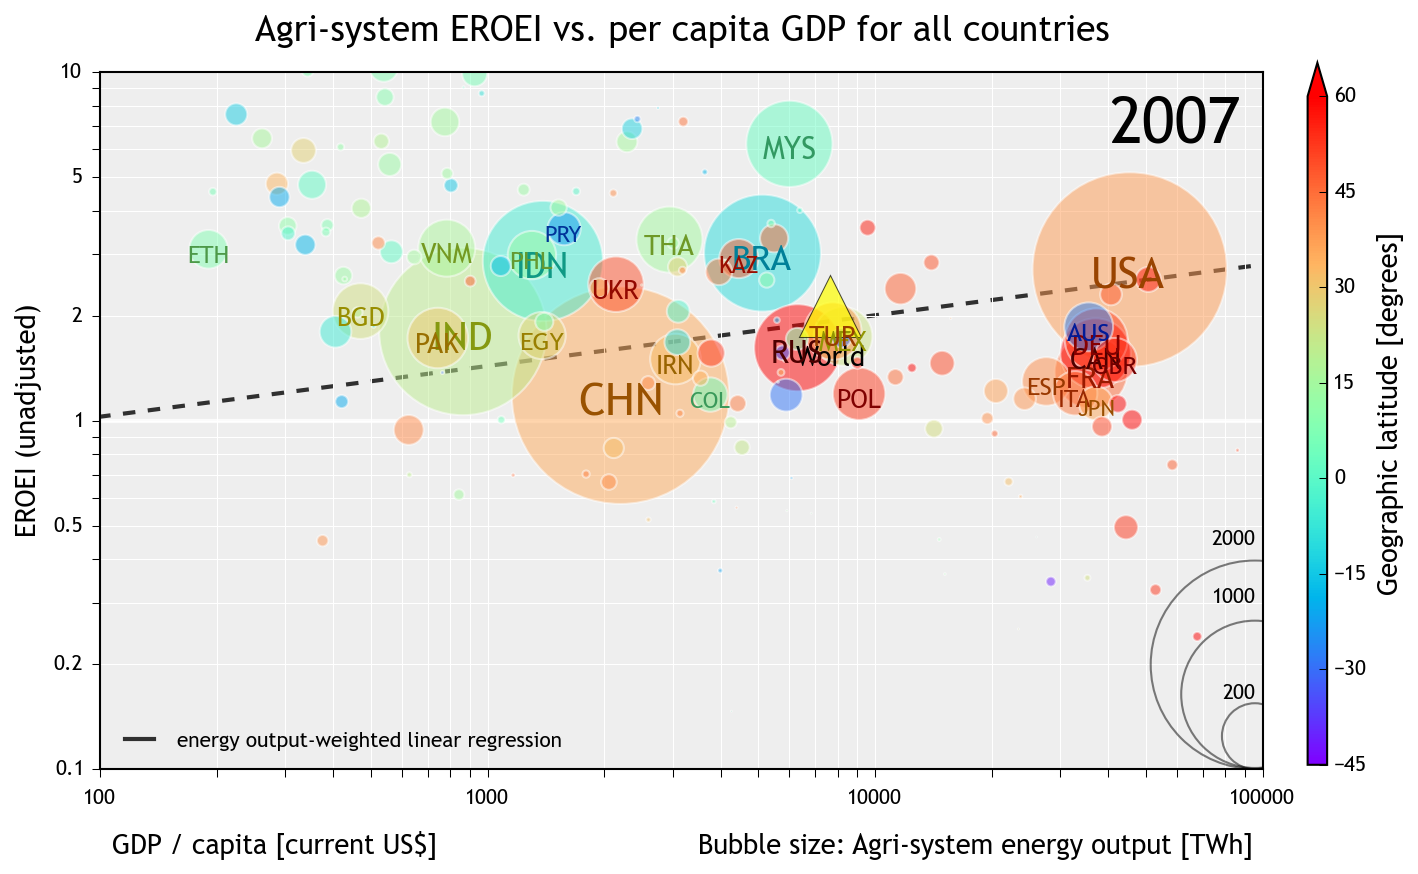 Agri-system EROEI vs. per capita GDP for all countries
2007
10
5
2
1
0.5
0.2
0.1
EROEI (unadjusted)
MYS
ETH
VNM
PHL
IDN
PRY
THA
KAZ
BRA
USA
UKR
BGD
PAK
IND
EGY
IRN
CHN
COL
RUS
TUR
MEX
World
POL
AUS
DEU
CAN
GBR
FRA
ESP
ITA
JPN
2000
1000
200
energy output-weighted linear regression
100
1000
10000
100000
GDP / capita [current US$]
Bubble size: Agri-system energy output [TWh]
60
45
30
15
0
−15
−30
−45
Geographic latitude [degrees]